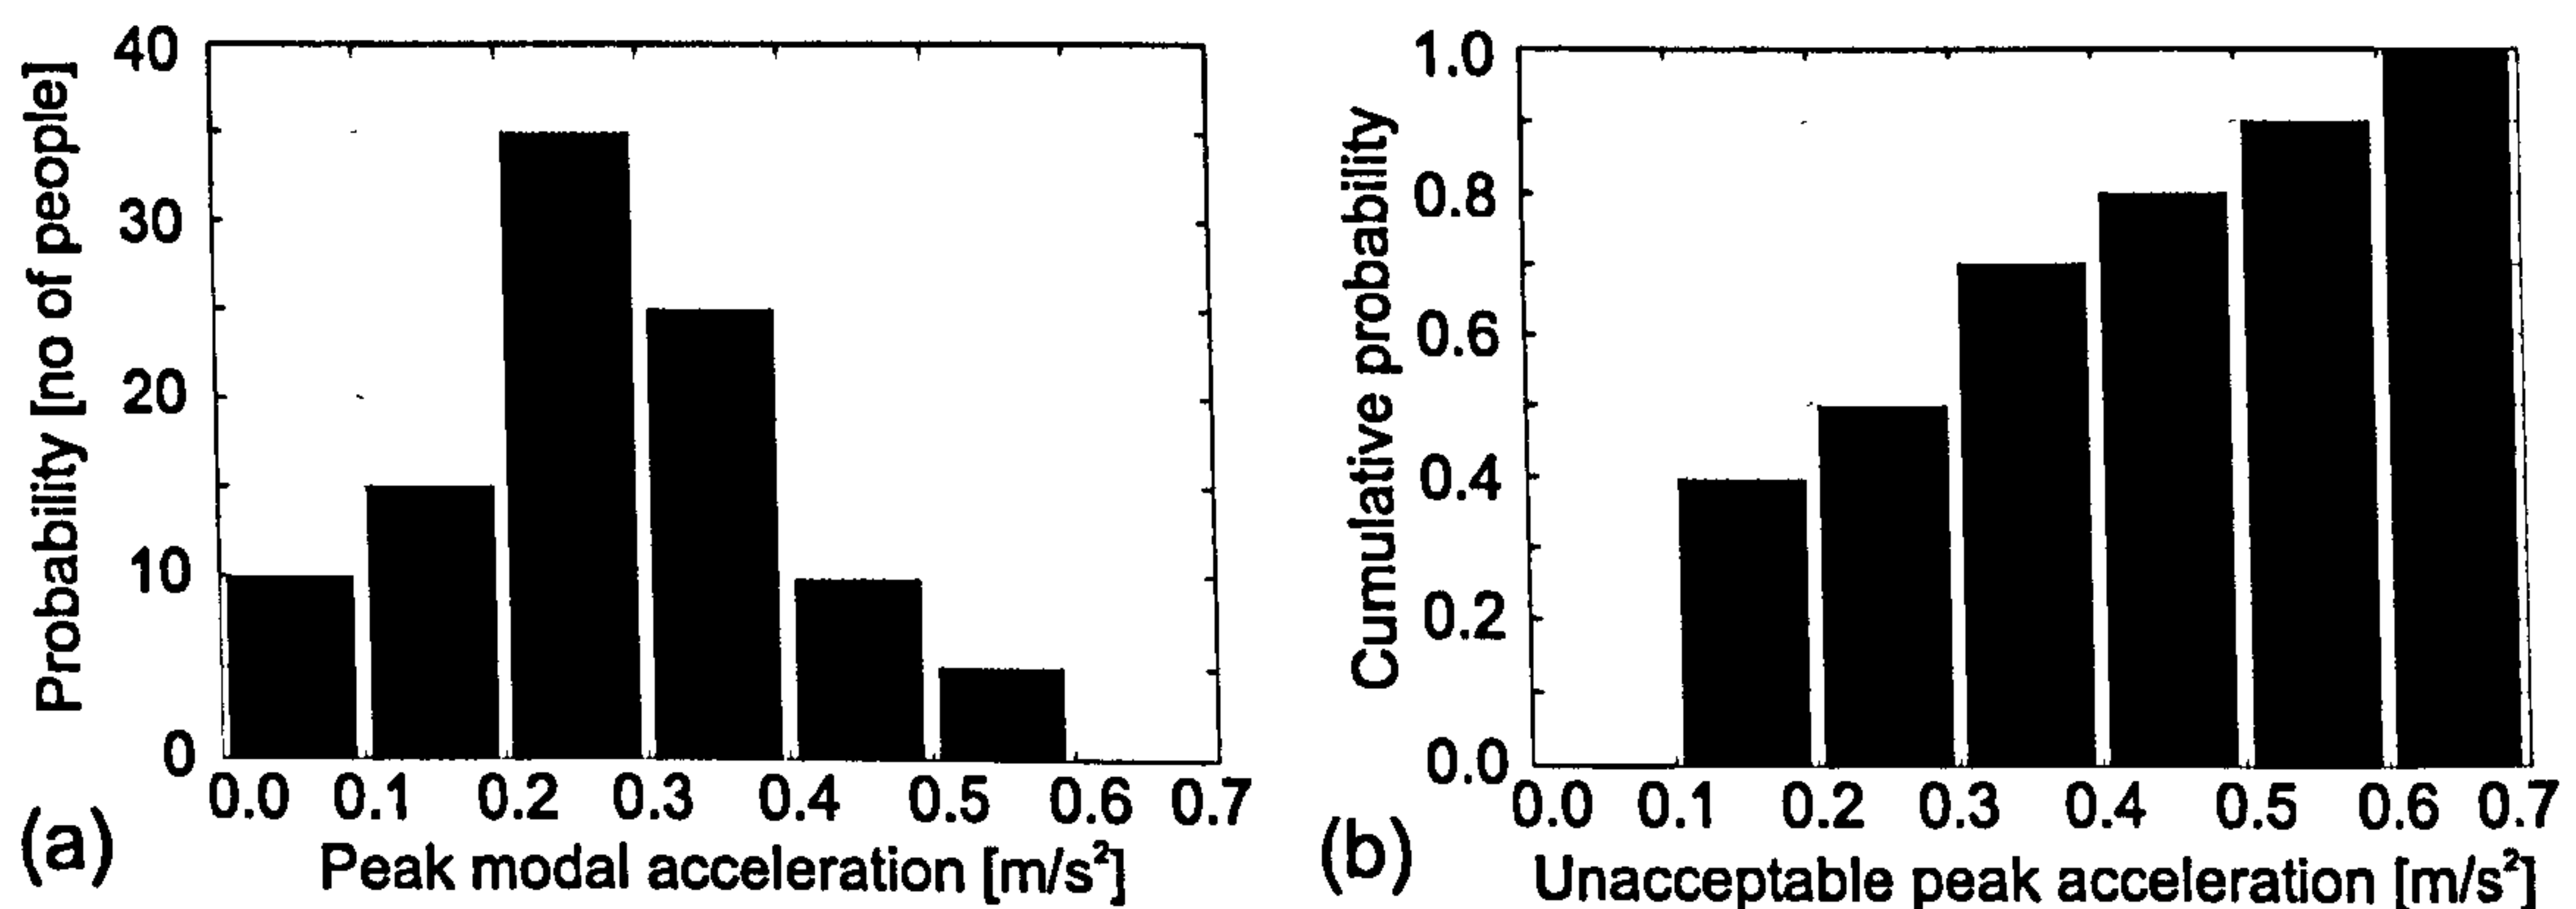 Probability [no of people]
40
30
20
10
0
0.0 0.1 0.2 0.3 0.4 0.5 0.6 0.7
(a)
Peak modal acceleration [m/s²]
Cumulative probability
1.0
0.8
0.6
0.4
0.2
0.0
0.0 0.1 0.2 0.3 0.4 0.5 0.6 0.7
(b)
Unacceptable peak acceleration [m/s²]